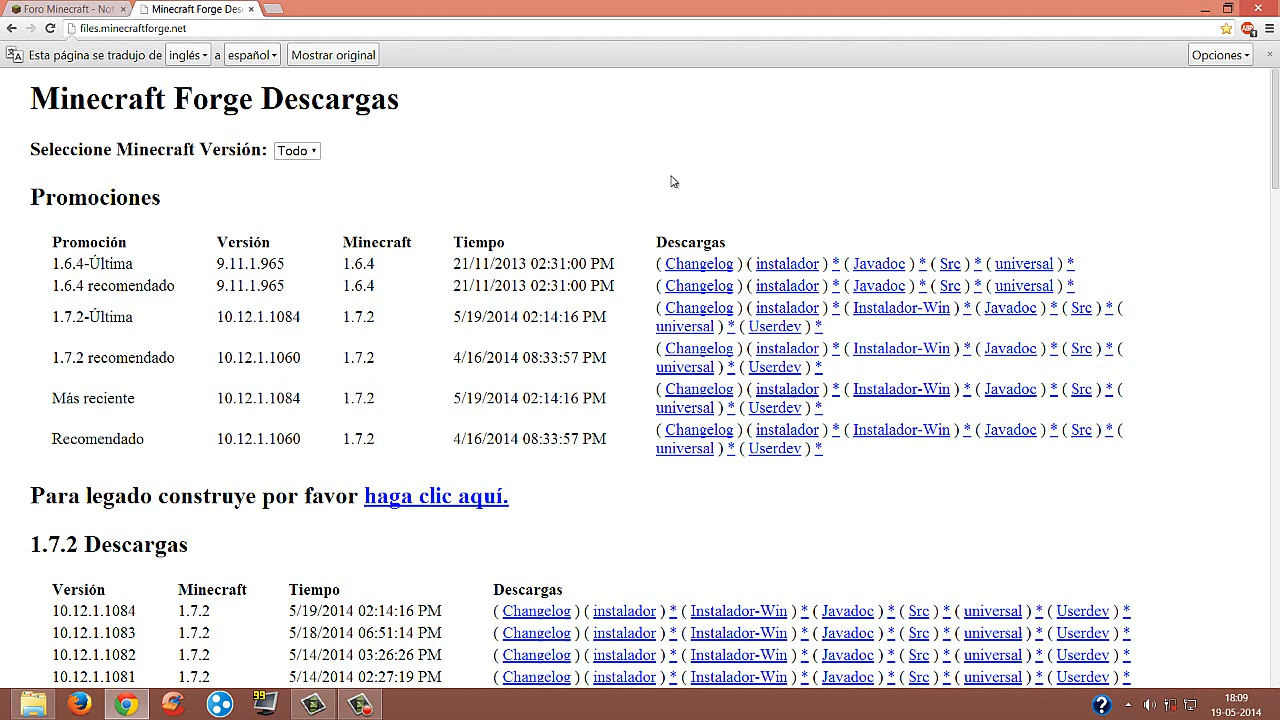 Foro Minecraft - Not
Minecraft Forge Des
files.minecraftforge.net
Esta página se tradujo de inglés a español Mostrar original Opciones
Minecraft Forge Descargas
Seleccione Minecraft Versión: Todo
Promociones
Promoción Versión Minecraft Tiempo Descargas
1.6.4-Última 9.11.1.965 1.6.4 21/11/2013 02:31:00 PM ( Changelog ) ( instalador ) * ( Javadoc ) * ( Src ) * ( universal ) *
1.6.4 recomendado 9.11.1.965 1.6.4 21/11/2013 02:31:00 PM ( Changelog ) ( instalador ) * ( Javadoc ) * ( Src ) * ( universal ) *
1.7.2-Última 10.12.1.1084 1.7.2 5/19/2014 02:14:16 PM ( Changelog ) ( instalador ) * ( Instalador-Win ) * ( Javadoc ) * ( Src ) * (
universal ) * ( Userdev ) *
1.7.2 recomendado 10.12.1.1060 1.7.2 4/16/2014 08:33:57 PM ( Changelog ) ( instalador ) * ( Instalador-Win ) * ( Javadoc ) * ( Src ) * (
universal ) * ( Userdev ) *
Más reciente 10.12.1.1084 1.7.2 5/19/2014 02:14:16 PM ( Changelog ) ( instalador ) * ( Instalador-Win ) * ( Javadoc ) * ( Src ) * (
universal ) * ( Userdev ) *
Recomendado 10.12.1.1060 1.7.2 4/16/2014 08:33:57 PM ( Changelog ) ( instalador ) * ( Instalador-Win ) * ( Javadoc ) * ( Src ) * (
universal ) * ( Userdev ) *
Para legado construye por favor haga clic aquí.
1.7.2 Descargas
Versión Minecraft Tiempo Descargas
10.12.1.1084 1.7.2 5/19/2014 02:14:16 PM ( Changelog ) ( instalador ) * ( Instalador-Win ) * ( Javadoc ) * ( Src ) * ( universal ) * ( Userdev ) *
10.12.1.1083 1.7.2 5/18/2014 06:51:14 PM ( Changelog ) ( instalador ) * ( Instalador-Win ) * ( Javadoc ) * ( Src ) * ( universal ) * ( Userdev ) *
10.12.1.1082 1.7.2 5/14/2014 03:26:26 PM ( Changelog ) ( instalador ) * ( Instalador-Win ) * ( Javadoc ) * ( Src ) * ( universal ) * ( Userdev ) *
10.12.1.1081 1.7.2 5/14/2014 02:27:19 PM ( Changelog ) ( instalador ) * ( Instalador-Win ) * ( Javadoc ) * ( Src ) * ( universal ) * ( Userdev ) *
99
18:09
19-05-2014